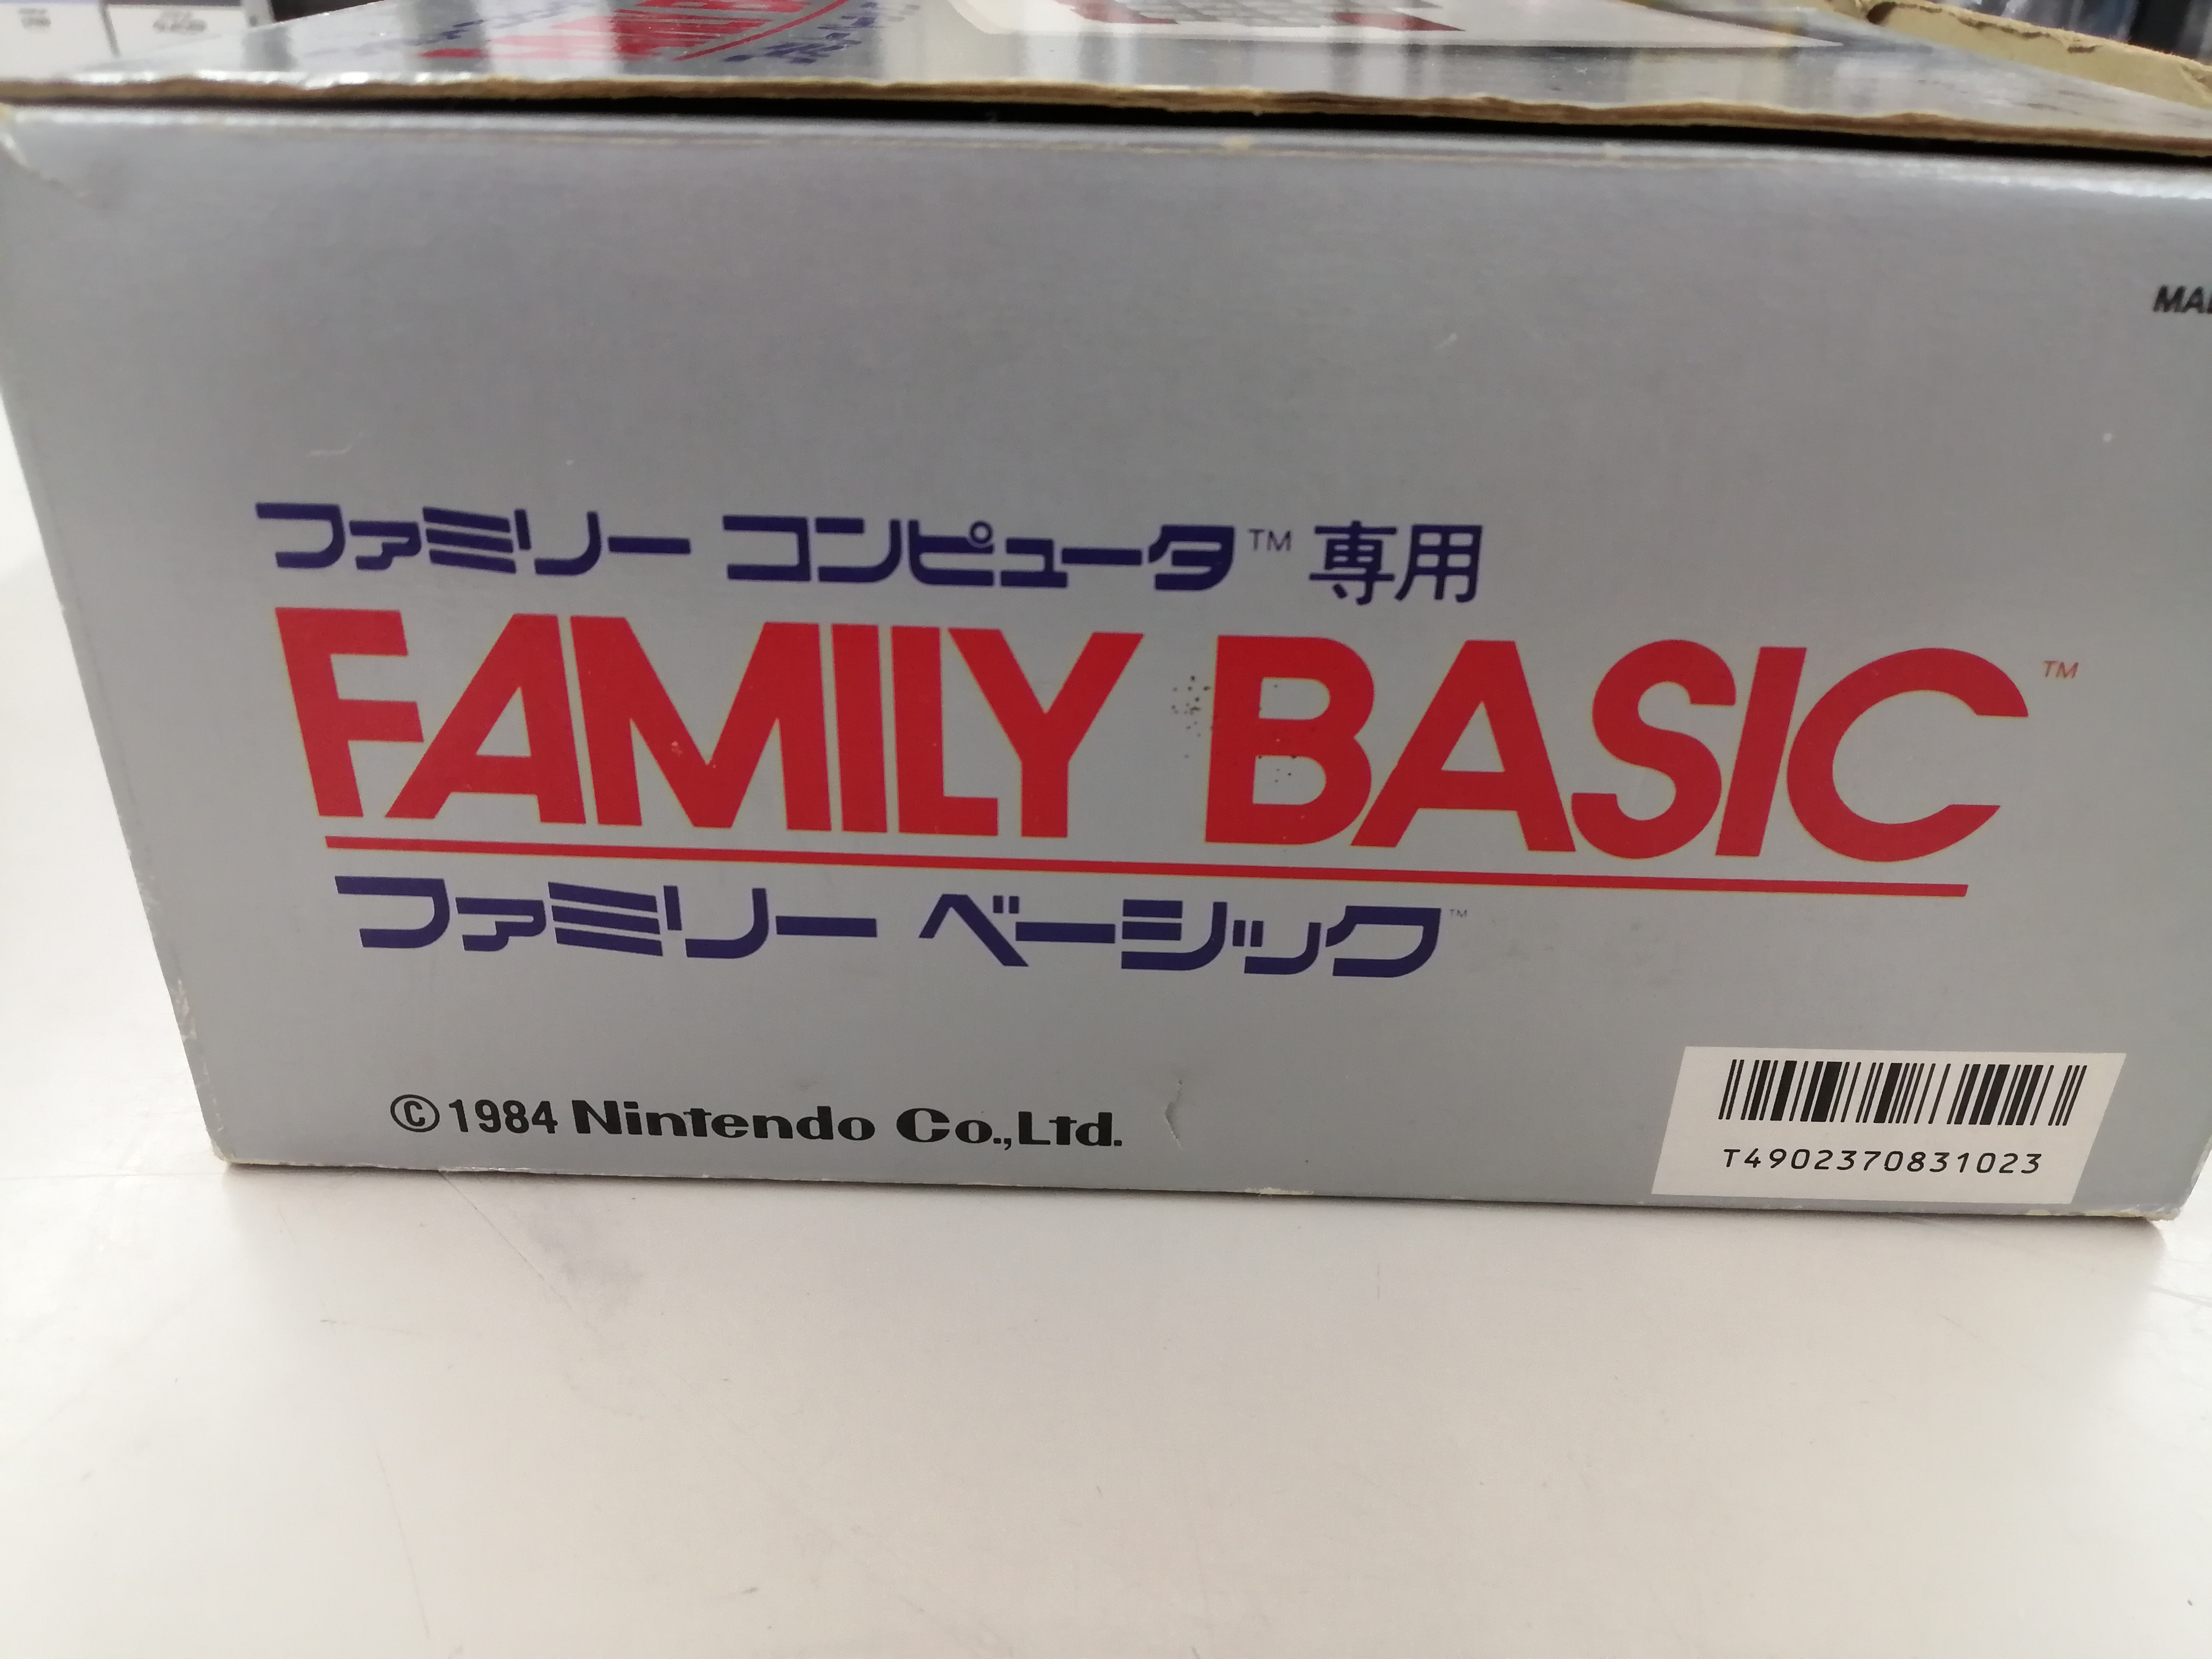 ファミリー コンピュータ™ 専用
FAMILY BASIC™
ファミリー ベーシック™
©1984 Nintendo Co.,Ltd.
T4902370831023